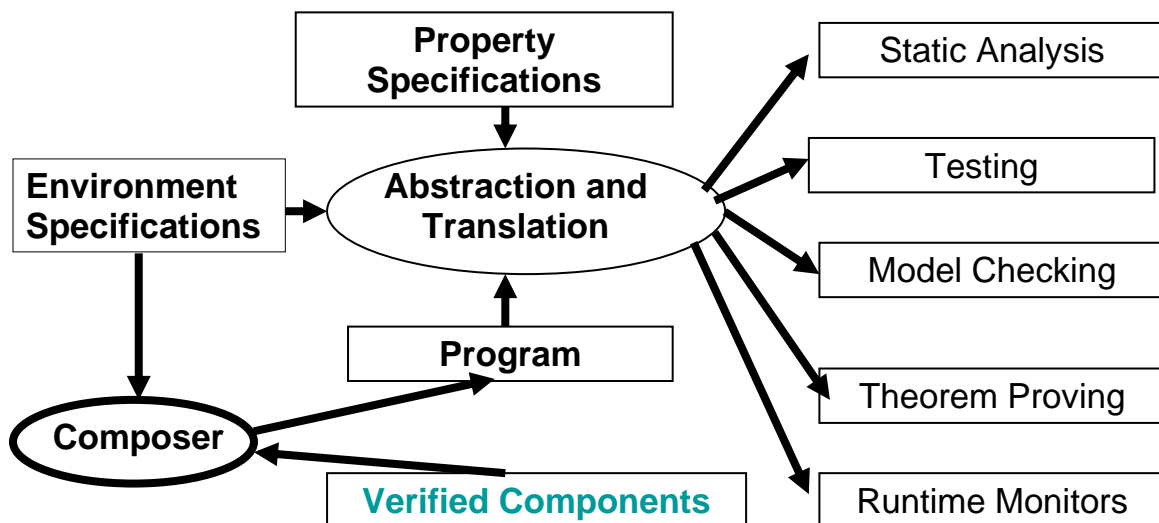 Property
Specifications
Static Analysis
Testing
Environment
Specifications
Abstraction and
Translation
Model Checking
Program
Theorem Proving
Composer
Verified Components
Runtime Monitors